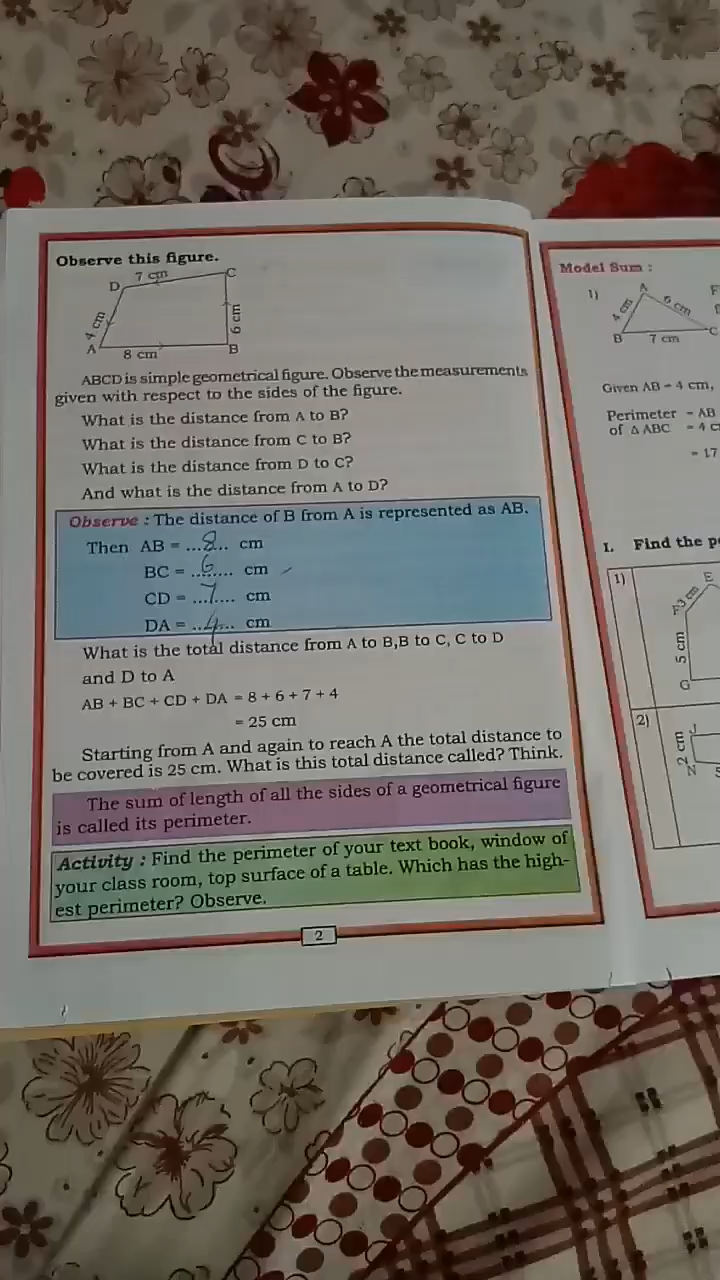 Observe this figure.
7 cm
D
C
4 cm
6 cm
A
B
8 cm
ABCD is simple geometrical figure. Observe the measurements
given with respect to the sides of the figure.
What is the distance from A to B?
What is the distance from C to B?
What is the distance from D to C?
And what is the distance from A to D?
Observe : The distance of B from A is represented as AB.
Then AB = ...8... cm
BC = ...6... cm
CD = ...7... cm
DA = ...4... cm
What is the total distance from A to B,B to C, C to D
and D to A
AB + BC + CD + DA = 8 + 6 + 7 + 4
= 25 cm
Starting from A and again to reach A the total distance to
be covered is 25 cm. What is this total distance called? Think.
The sum of length of all the sides of a geometrical figure
is called its perimeter.
Activity : Find the perimeter of your text book, window of
your class room, top surface of a table. Which has the high-
est perimeter? Observe.
2
Model Sum :
1)
A
4 cm
6 cm
B
C
7 cm
Given AB = 4 cm,
Perimeter = AB
of Δ ABC = 4
= 17
I. Find the
1)
E
F
3 cm
5 cm
G
2)
J
2 cm
N